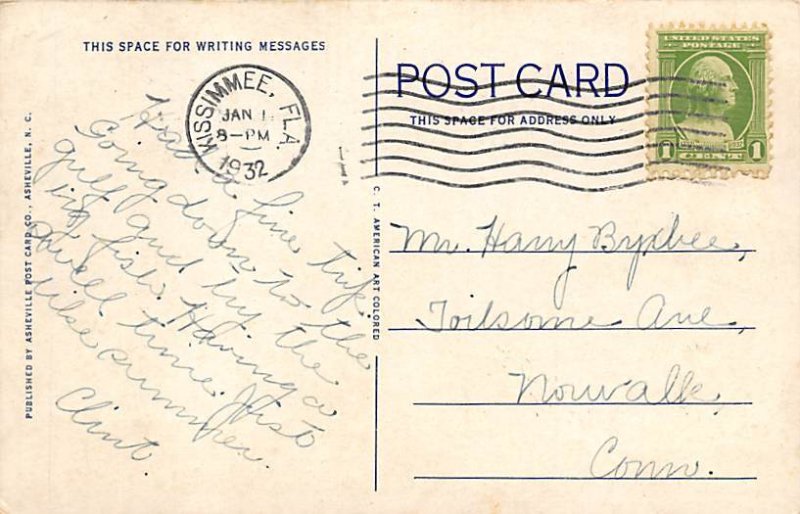 THIS SPACE FOR WRITING MESSAGES
KISSIMMEE, FLA.
JAN 1
8-PM
1932
Had a fine trip
Going down to the
gulf and try the
fish. Having a
swell time. Just
like summer.
Clint
PUBLISHED BY ASHEVILLE POST CARD CO., ASHEVILLE, N. C.
C. T. AMERICAN ART COLORED
POST CARD
THIS SPACE FOR ADDRESS ONLY
UNITED STATES
POSTAGE
1 CENT 1
Mr. Harry Byxbee,
Toilsome Ave,
Norwalk,
Conn.